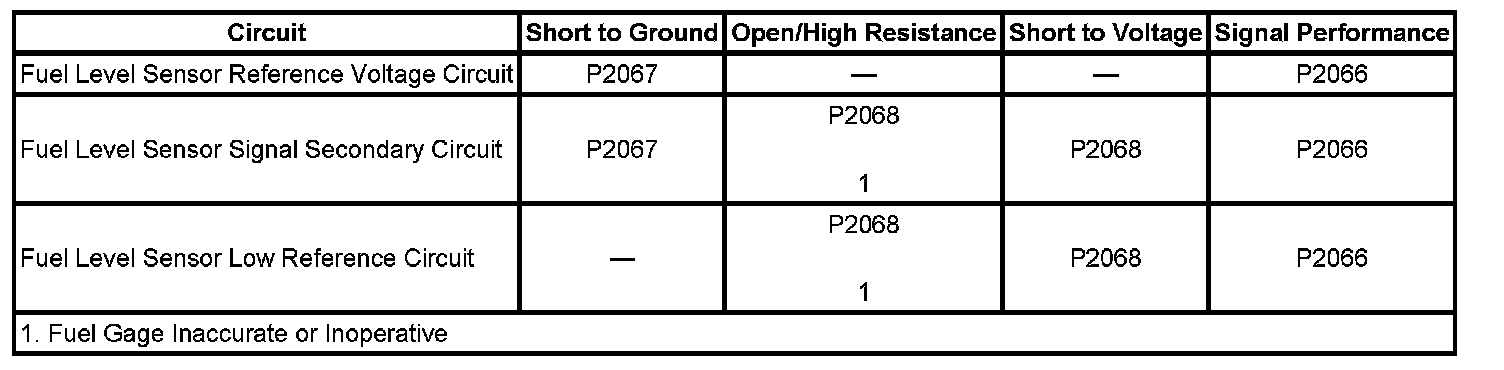 Circuit Short to Ground Open/High Resistance Short to Voltage Signal Performance
Fuel Level Sensor Reference Voltage Circuit P2067 — — P2066
P2068
Fuel Level Sensor Signal Secondary Circuit P2067 P2068 P2066
1
P2068
Fuel Level Sensor Low Reference Circuit — P2068 P2066
1
1. Fuel Gage Inaccurate or Inoperative